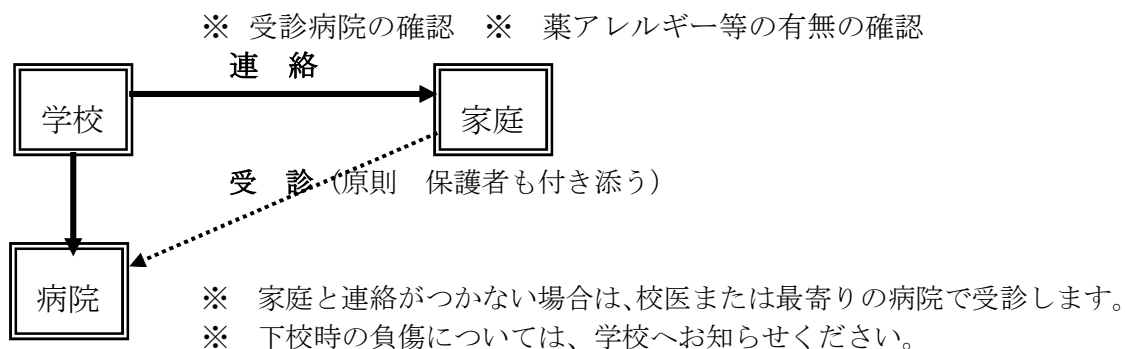 ※ 受診病院の確認 ※ 薬アレルギー等の有無の確認
連 絡
学校
家庭
受 診（原則 保護者も付き添う）
病院
※ 家庭と連絡がつかない場合は、校医または最寄りの病院で受診します。
※ 下校時の負傷については、学校へお知らせください。